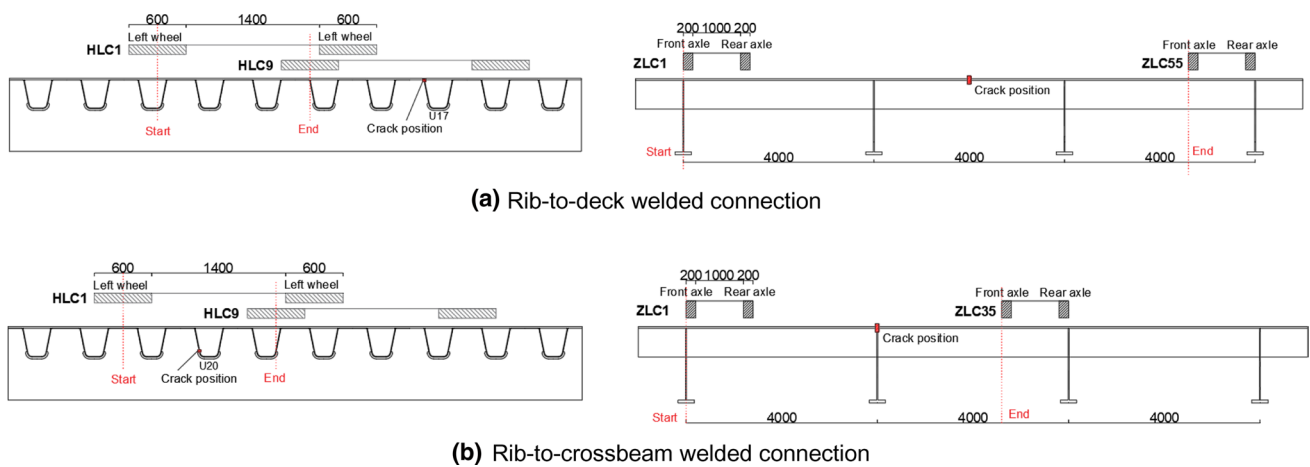 600 1400 600
Left wheel Left wheel
HLC1
HLC9
U17
Start End Crack position
200 1000 200
Front axle Rear axle Front axle Rear axle
ZLC1 ZLC55
Crack position
Start End
4000 4000 4000
(a) Rib-to-deck welded connection
600 1400 600
Left wheel Left wheel
HLC1
HLC9
U20
Start Crack position End
200 1000 200
Front axle Rear axle Front axle Rear axle
ZLC1 ZLC35
Crack position
Start 4000 4000 End 4000
(b) Rib-to-crossbeam welded connection